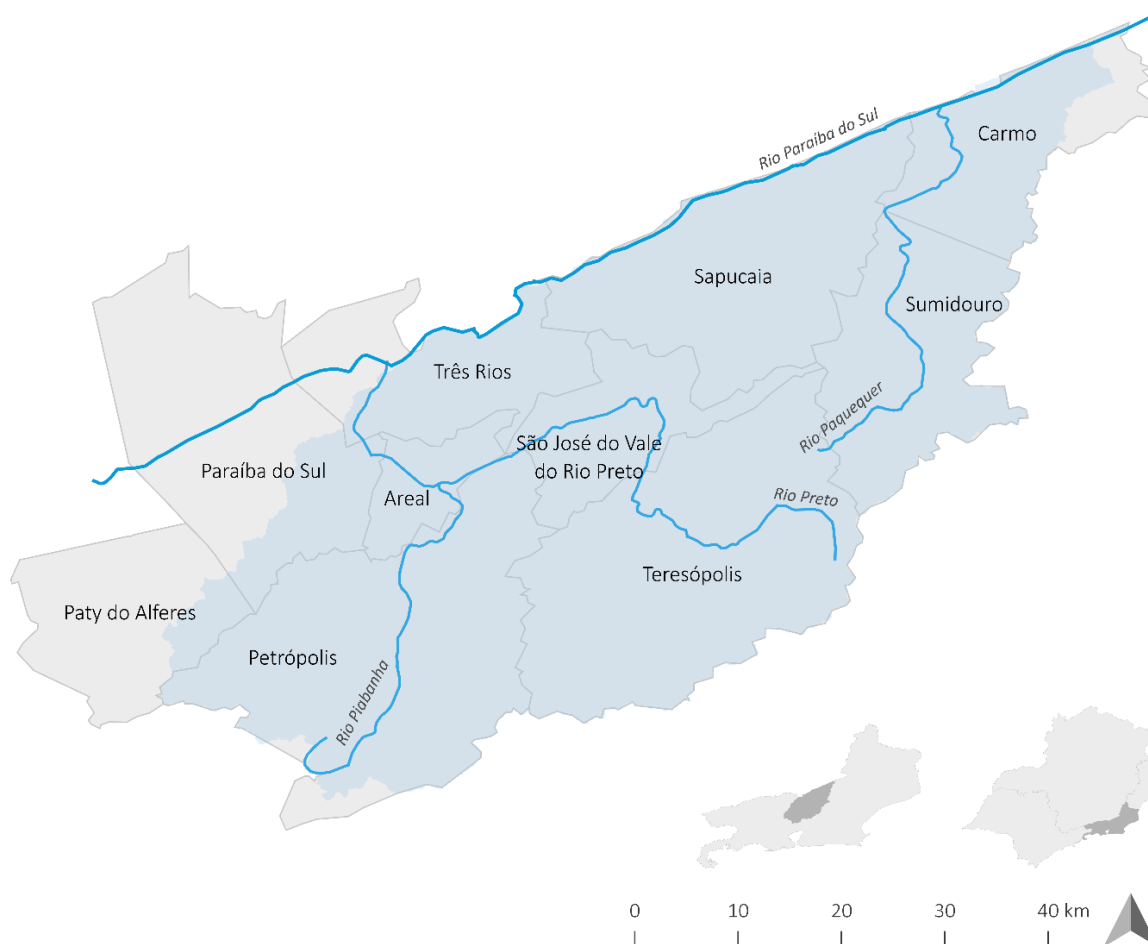 Rio Paraiba do Sul
Carmo
Sapucaia
Sumidouro
Três Rios
Rio Paquequer
São José do Vale
do Rio Preto
Paraíba do Sul
Areal
Rio Preto
Teresópolis
Paty do Alferes
Petrópolis
Rio Piabanha
0 10 20 30 40 km